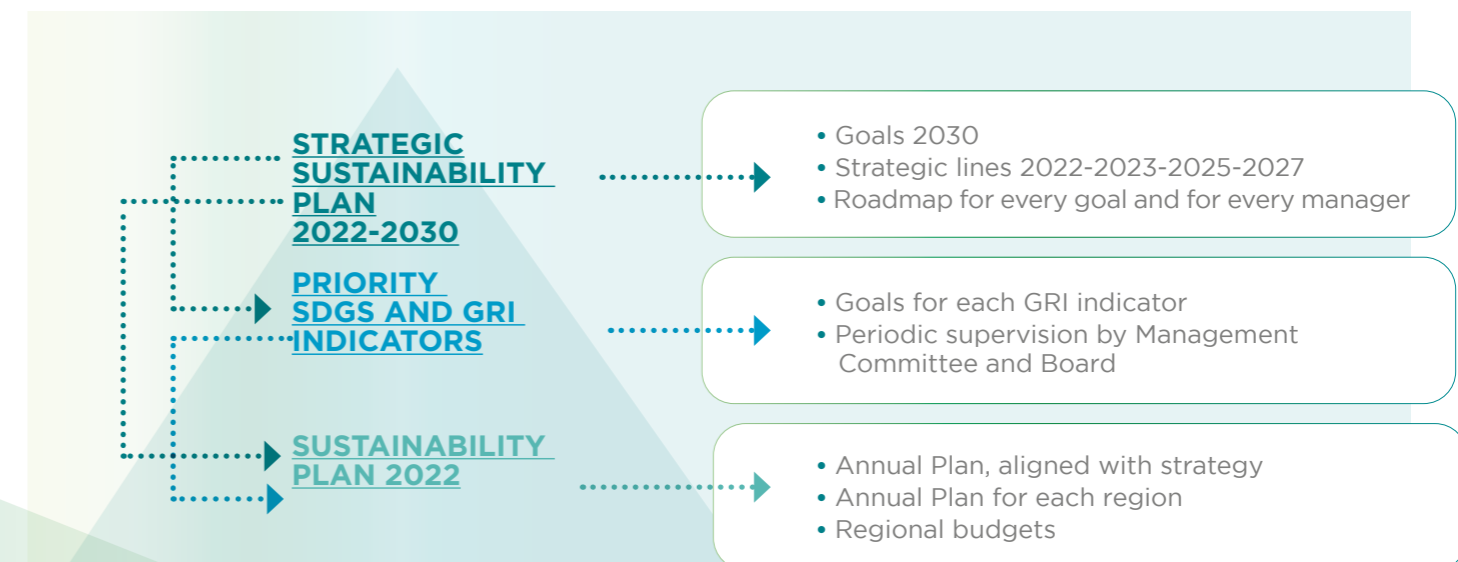 STRATEGIC
SUSTAINABILITY
PLAN
2022-2030
• Goals 2030
• Strategic lines 2022-2023-2025-2027
• Roadmap for every goal and for every manager
PRIORITY
SDGS AND GRI
INDICATORS
• Goals for each GRI indicator
• Periodic supervision by Management
Committee and Board
SUSTAINABILITY
PLAN 2022
• Annual Plan, aligned with strategy
• Annual Plan for each region
• Regional budgets